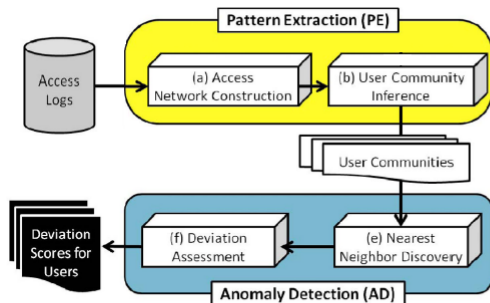 Pattern Extraction (PE)
Access
Logs
(a) Access
Network Construction
(b) User Community
Inference
User Communities
Deviation
Scores for
Users
(f) Deviation
Assessment
(e) Nearest
Neighbor Discovery
Anomaly Detection (AD)